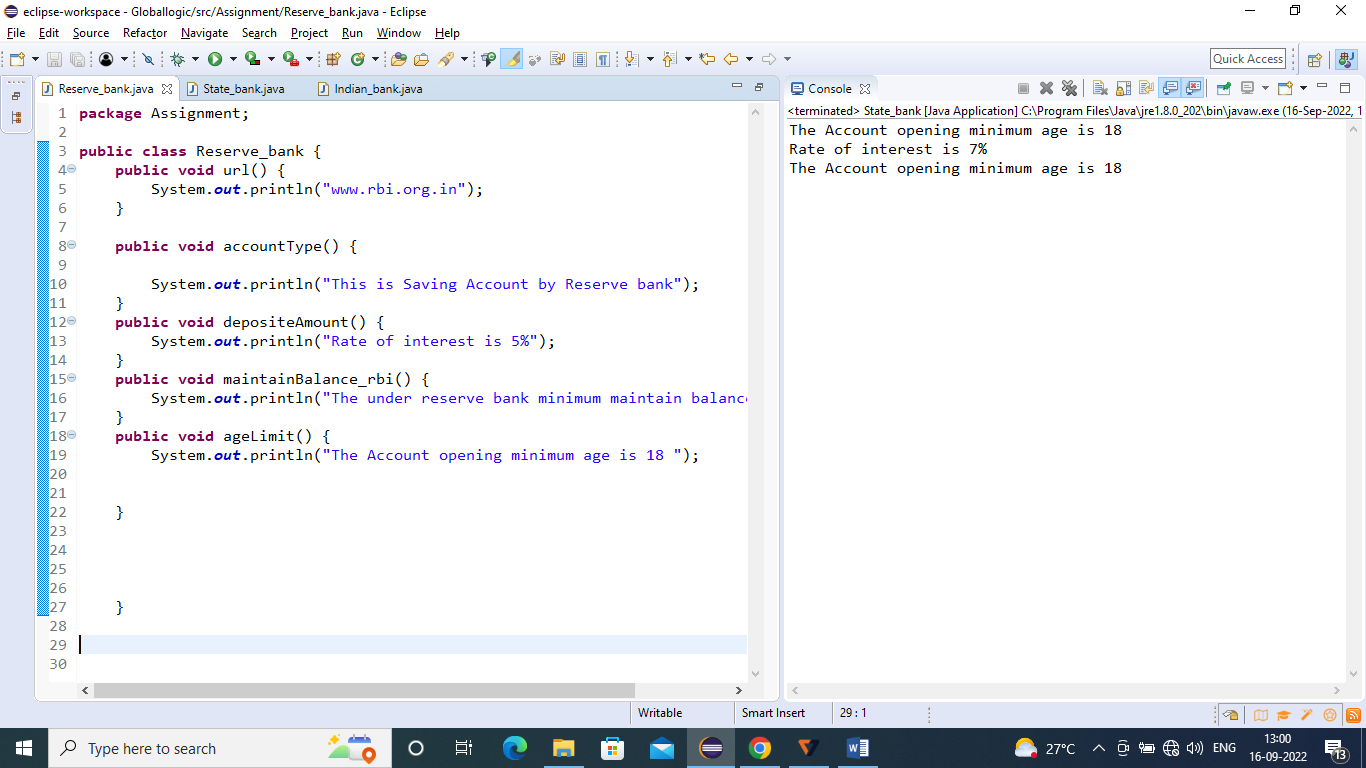 eclipse-workspace - Globallogic/src/Assignment/Reserve_bank.java - Eclipse
File Edit Source Refactor Navigate Search Project Run Window Help
Quick Access
Reserve_bank.java State_bank.java Indian_bank.java
1 package Assignment;
2
3 public class Reserve_bank {
4 public void url() {
5 System.out.println("www.rbi.org.in");
6 }
7
8 public void accountType() {
9
10 System.out.println("This is Saving Account by Reserve bank");
11 }
12 public void depositeAmount() {
13 System.out.println("Rate of interest is 5%");
14 }
15 public void maintainBalance_rbi() {
16 System.out.println("The under reserve bank minimum maintain balanc
17 }
18 public void ageLimit() {
19 System.out.println("The Account opening minimum age is 18 ");
20
21
22 }
23
24
25
26
27 }
28
29
30
Console
<terminated> State_bank [Java Application] C:\Program Files\Java\jre1.8.0_202\bin\javaw.exe (16-Sep-2022, 1
The Account opening minimum age is 18
Rate of interest is 7%
The Account opening minimum age is 18
Writable Smart Insert 29 : 1
Type here to search
27°C ENG 13:00
16-09-2022
13